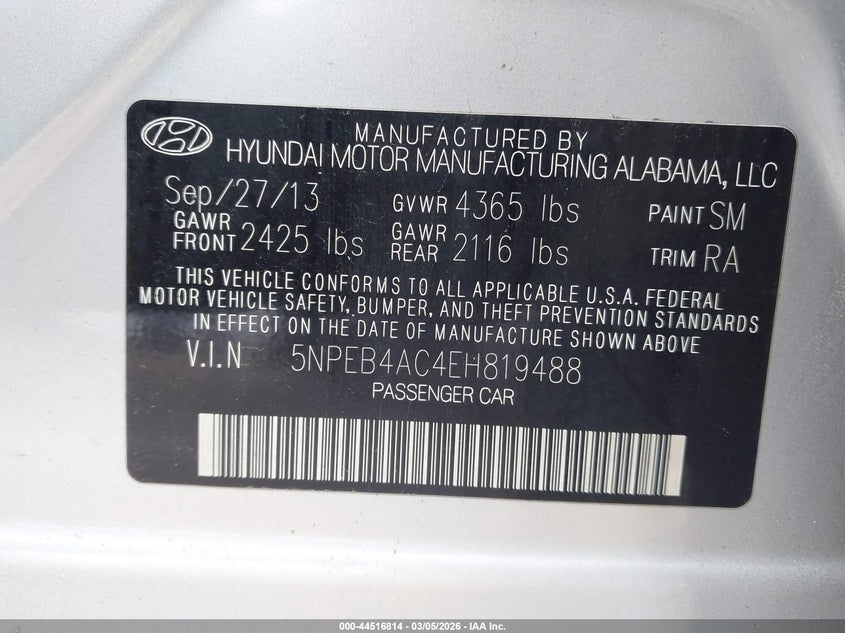 MANUFACTURED BY
HYUNDAI MOTOR MANUFACTURING ALABAMA, LLC
Sep/27/13 GVWR 4365 lbs PAINT SM
GAWR FRONT 2425 lbs GAWR REAR 2116 lbs TRIM RA
THIS VEHICLE CONFORMS TO ALL APPLICABLE U.S.A. FEDERAL
MOTOR VEHICLE SAFETY, BUMPER, AND THEFT PREVENTION STANDARDS
IN EFFECT ON THE DATE OF MANUFACTURE SHOWN ABOVE
V.I.N 5NPEB4AC4EH819488
PASSENGER CAR
000-44516814 - 03/05/2026 - IAA Inc.